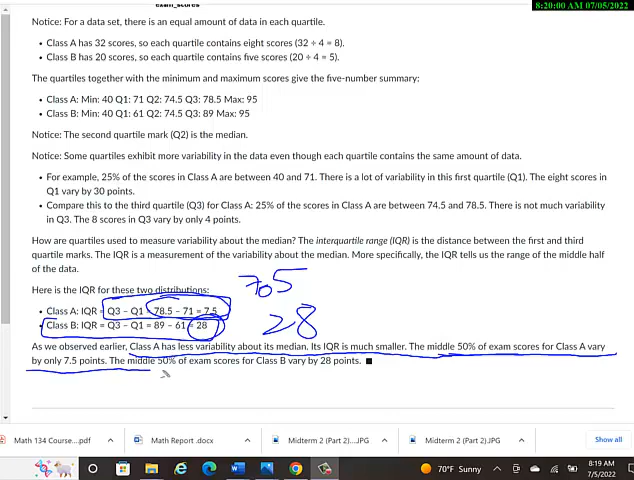 exam_scores
8:20:00 AM 07/05/2022
Notice: For a data set, there is an equal amount of data in each quartile.
• Class A has 32 scores, so each quartile contains eight scores (32 ÷ 4 = 8).
• Class B has 20 scores, so each quartile contains five scores (20 ÷ 4 = 5).
The quartiles together with the minimum and maximum scores give the five-number summary:
• Class A: Min: 40 Q1: 71 Q2: 74.5 Q3: 78.5 Max: 95
• Class B: Min: 40 Q1: 61 Q2: 74.5 Q3: 89 Max: 95
Notice: The second quartile mark (Q2) is the median.
Notice: Some quartiles exhibit more variability in the data even though each quartile contains the same amount of data.
• For example, 25% of the scores in Class A are between 40 and 71. There is a lot of variability in this first quartile (Q1). The eight scores in
Q1 vary by 30 points.
• Compare this to the third quartile (Q3) for Class A: 25% of the scores in Class A are between 74.5 and 78.5. There is not much variability
in Q3. The 8 scores in Q3 vary by only 4 points.
How are quartiles used to measure variability about the median? The interquartile range (IQR) is the distance between the first and third
quartile marks. The IQR is a measurement of the variability about the median. More specifically, the IQR tells us the range of the middle half
of the data.
Here is the IQR for these two distributions:
• Class A: IQR = Q3 – Q1 = 78.5 – 71 = 7.5
• Class B: IQR = Q3 – Q1 = 89 – 61 = 28
28
As we observed earlier, Class A has less variability about its median. Its IQR is much smaller. The middle 50% of exam scores for Class A vary
by only 7.5 points. The middle 50% of exam scores for Class B vary by 28 points. ■
Math 134 Course....pdf
Math Report .docx
Midterm 2 (Part 2).JPG
Midterm 2 (Part 2).JPG
Show all
70°F Sunny
8:19 AM
7/5/2022